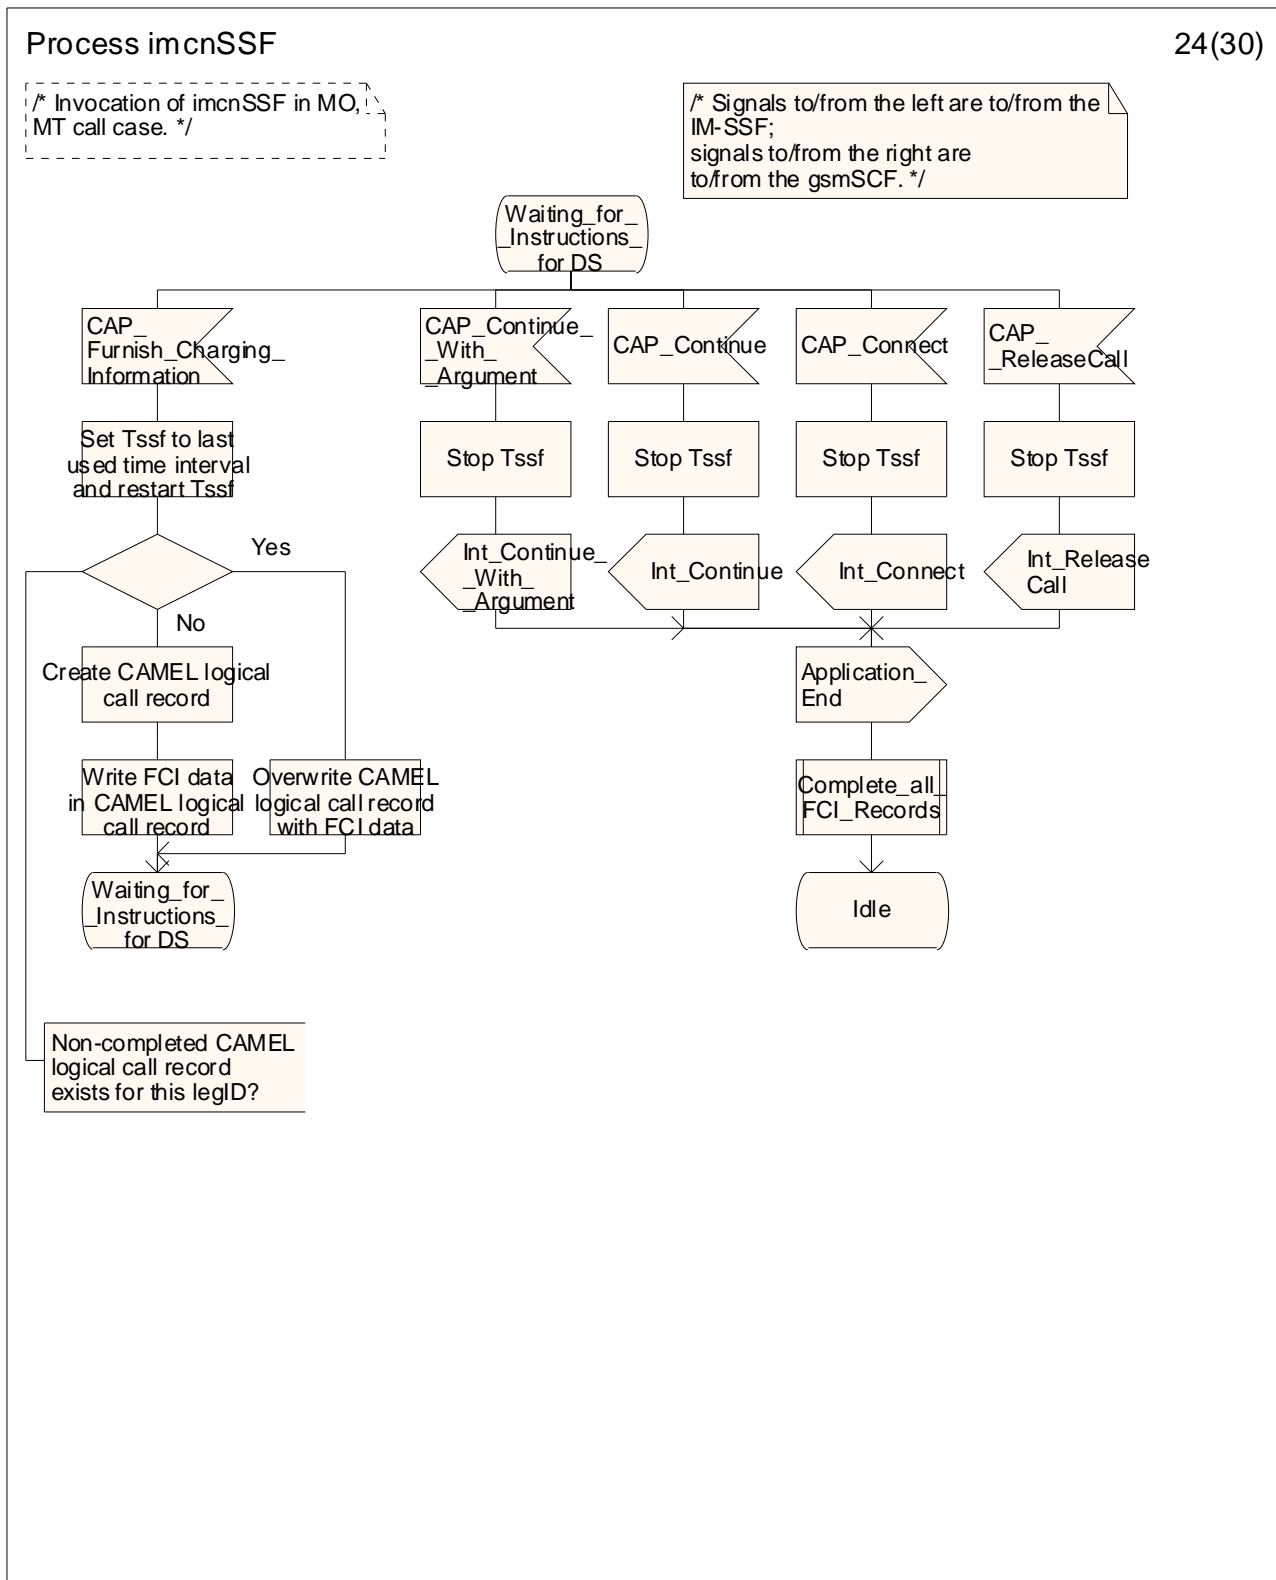 Process imcnSSF
24(30)
/* Invocation of imcnSSF in MO,
MT call case. */
/* Signals to/from the left are to/from the
IM-SSF;
signals to/from the right are
to/from the gsmSCF. */
Waiting_for_
_Instructions_
for DS
CAP_
Furnish_Charging_
Information
CAP_Continue_
_With_
_Argument
CAP_Continue
CAP_Connect
CAP_
_ReleaseCall
Set Tssf to last
used time interval
and restart Tssf
Stop Tssf
Stop Tssf
Stop Tssf
Stop Tssf
Yes
No
Int_Continue_
_With_
_Argument
Int_Continue
Int_Connect
Int_Release
Call
Create CAMEL logical
call record
Application_
End
Write FCI data
in CAMEL logical
call record
Overwrite CAMEL
logical call record
with FCI data
Complete_all_
FCI_Records
Waiting_for_
_Instructions_
for DS
Idle
Non-completed CAMEL
logical call record
exists for this legID?